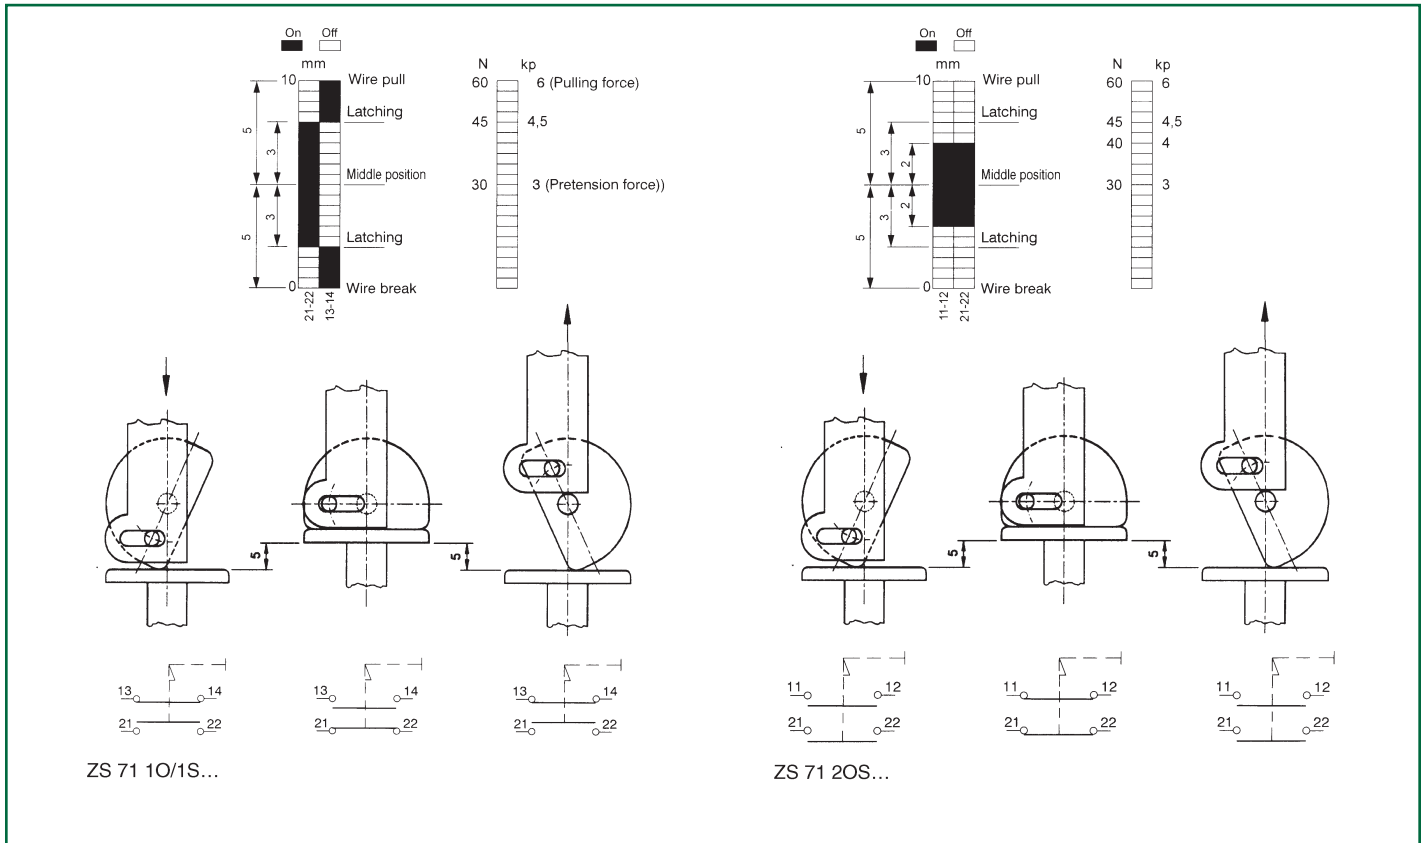 On Off
mm N kp
10 Wire pull 60 6 (Pulling force)
Latching 45 4,5
5
3
Middle position 30 3 (Pretension force))
3
5
Latching
0 Wire break
21-22
13-14
On Off
mm N kp
10 Wire pull 60 6
Latching 45 4,5
40 4
5
3
2
Middle position 30 3
2
3
5
Latching
0 Wire break
11-12
21-22
5
5
5
5
13 14
21 22
13 14
21 22
13 14
21 22
11 12
21 22
11 12
21 22
11 12
21 22
ZS 71 1O/1S...
ZS 71 2OS...